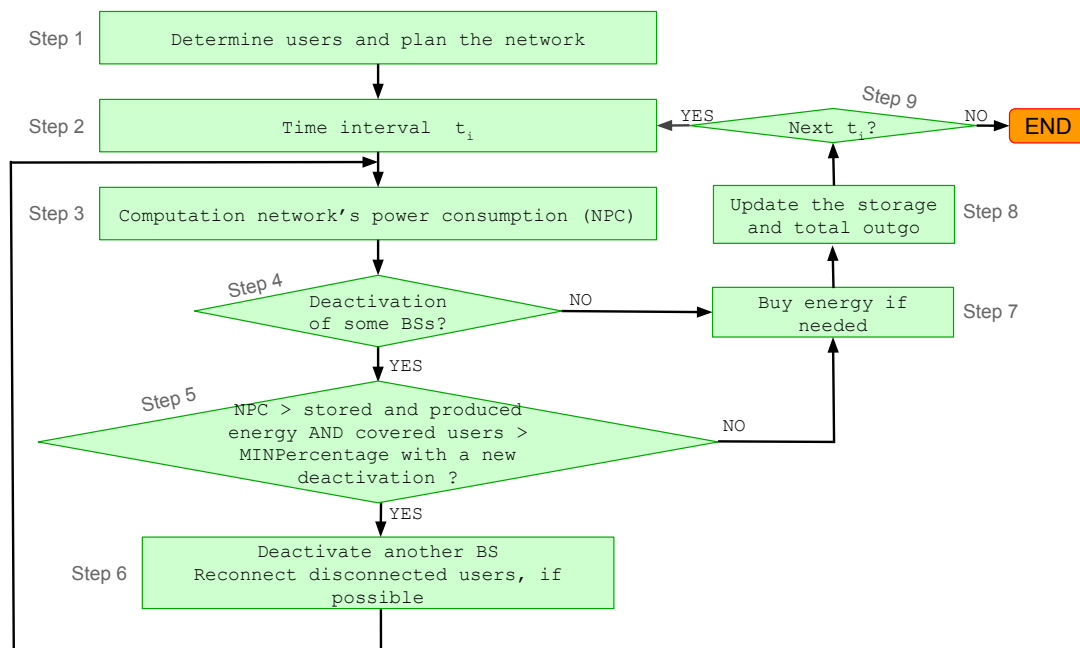 Step 1
Determine users and plan the network
Step 2
Time interval t_i
Step 3
Computation network's power consumption (NPC)
Step 4
Deactivation
of some BSs?
NO
YES
Step 5
NPC > stored and produced
energy AND covered users >
MINPercentage with a new
deactivation ?
NO
YES
Step 6
Deactivate another BS
Reconnect disconnected users, if
possible
Buy energy if
needed
Step 7
Update the storage
and total outgo
Step 8
Step 9
Next t_i?
YES
NO
END